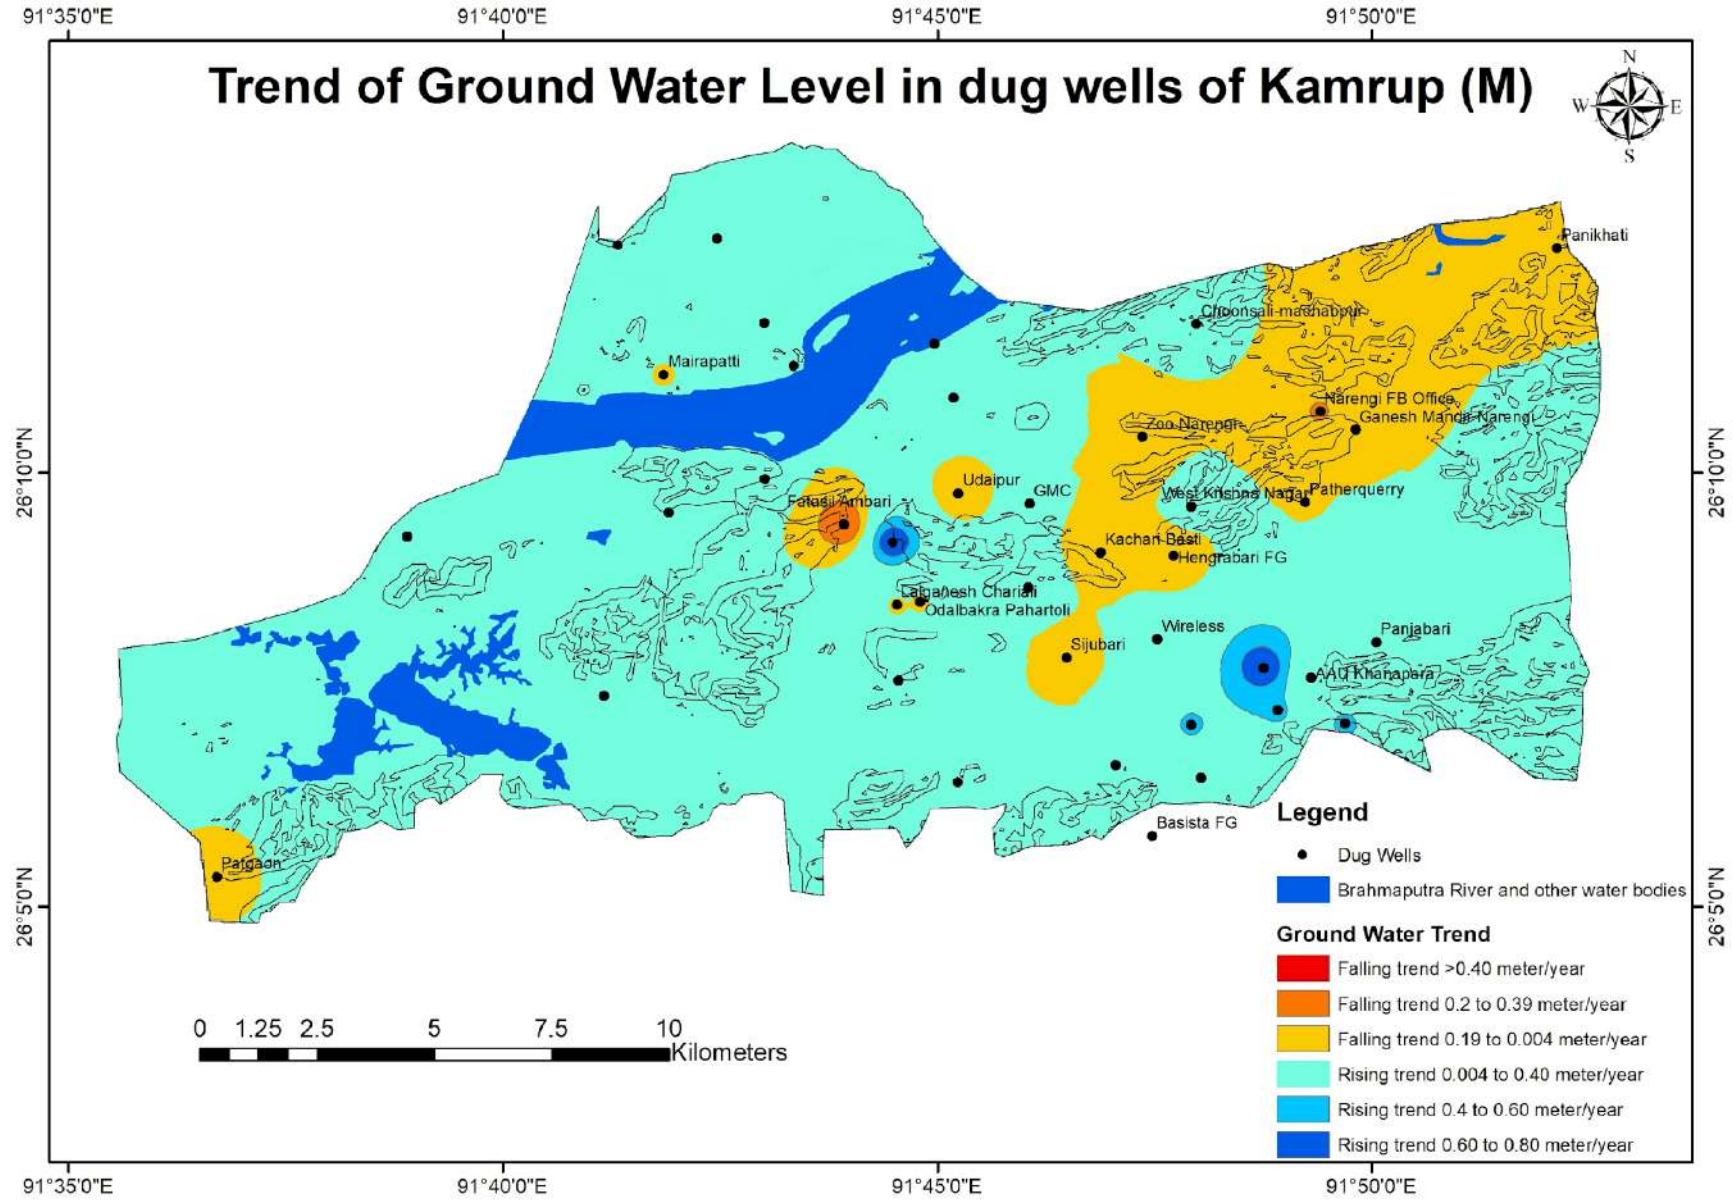 91°35'0"E 91°40'0"E 91°45'0"E 91°50'0"E
Trend of Ground Water Level in dug wells of Kamrup (M)
N
W E
S
Panikhati
Choonsali-madhabpur
Mairapatti
Narengi FB Office
Ganesh Mandir Narengi
Zoo Narengi
26°10'0"N 26°10'0"N
Udaipur
GMC
West Krishna Nagar
Patherquerry
Fatasil Ambari
Kachari Basti
Hengrabari FG
Lalganesh Chariali
Odalbakra Pahartoli
Wireless
Panjabari
Sijubari
AAU Khanapara
Basista FG
Patgaon
26°5'0"N 26°5'0"N
Legend
Dug Wells
Brahmaputra River and other water bodies
Ground Water Trend
Falling trend >0.40 meter/year
Falling trend 0.2 to 0.39 meter/year
Falling trend 0.19 to 0.004 meter/year
Rising trend 0.004 to 0.40 meter/year
Rising trend 0.4 to 0.60 meter/year
Rising trend 0.60 to 0.80 meter/year
0 1.25 2.5 5 7.5 10
Kilometers
91°35'0"E 91°40'0"E 91°45'0"E 91°50'0"E